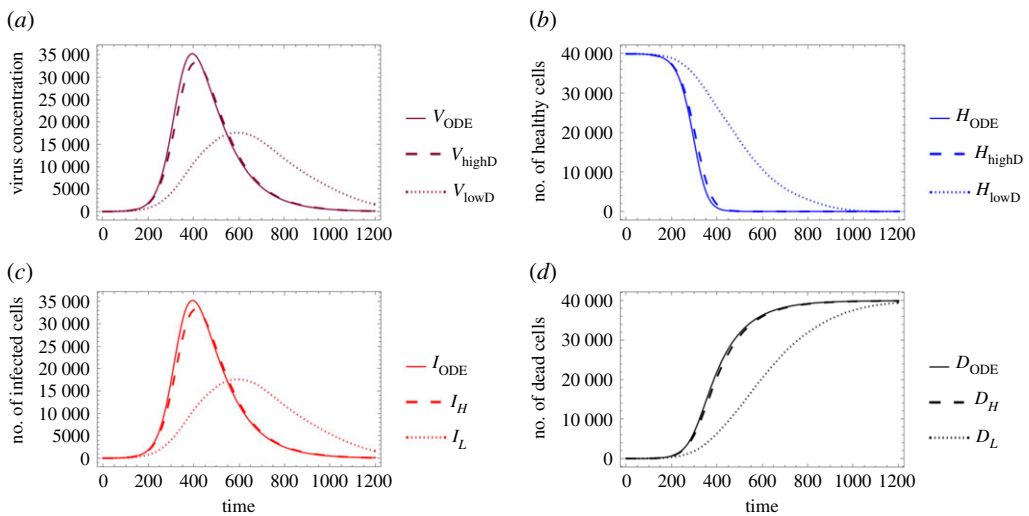 (a)
virus concentration
35 000
30 000
25 000
20 000
15 000
10 000
5000
0
0 200 400 600 800 1000 1200
V_ODE
V_highD
V_lowD
(b)
no. of healthy cells
40 000
30 000
20 000
10 000
0
0 200 400 600 800 1000 1200
H_ODE
H_highD
H_lowD
(c)
no. of infected cells
35 000
30 000
25 000
20 000
15 000
10 000
5000
0
0 200 400 600 800 1000 1200
time
I_ODE
I_H
I_L
(d)
no. of dead cells
40 000
30 000
20 000
10 000
0
0 200 400 600 800 1000 1200
time
D_ODE
D_H
D_L